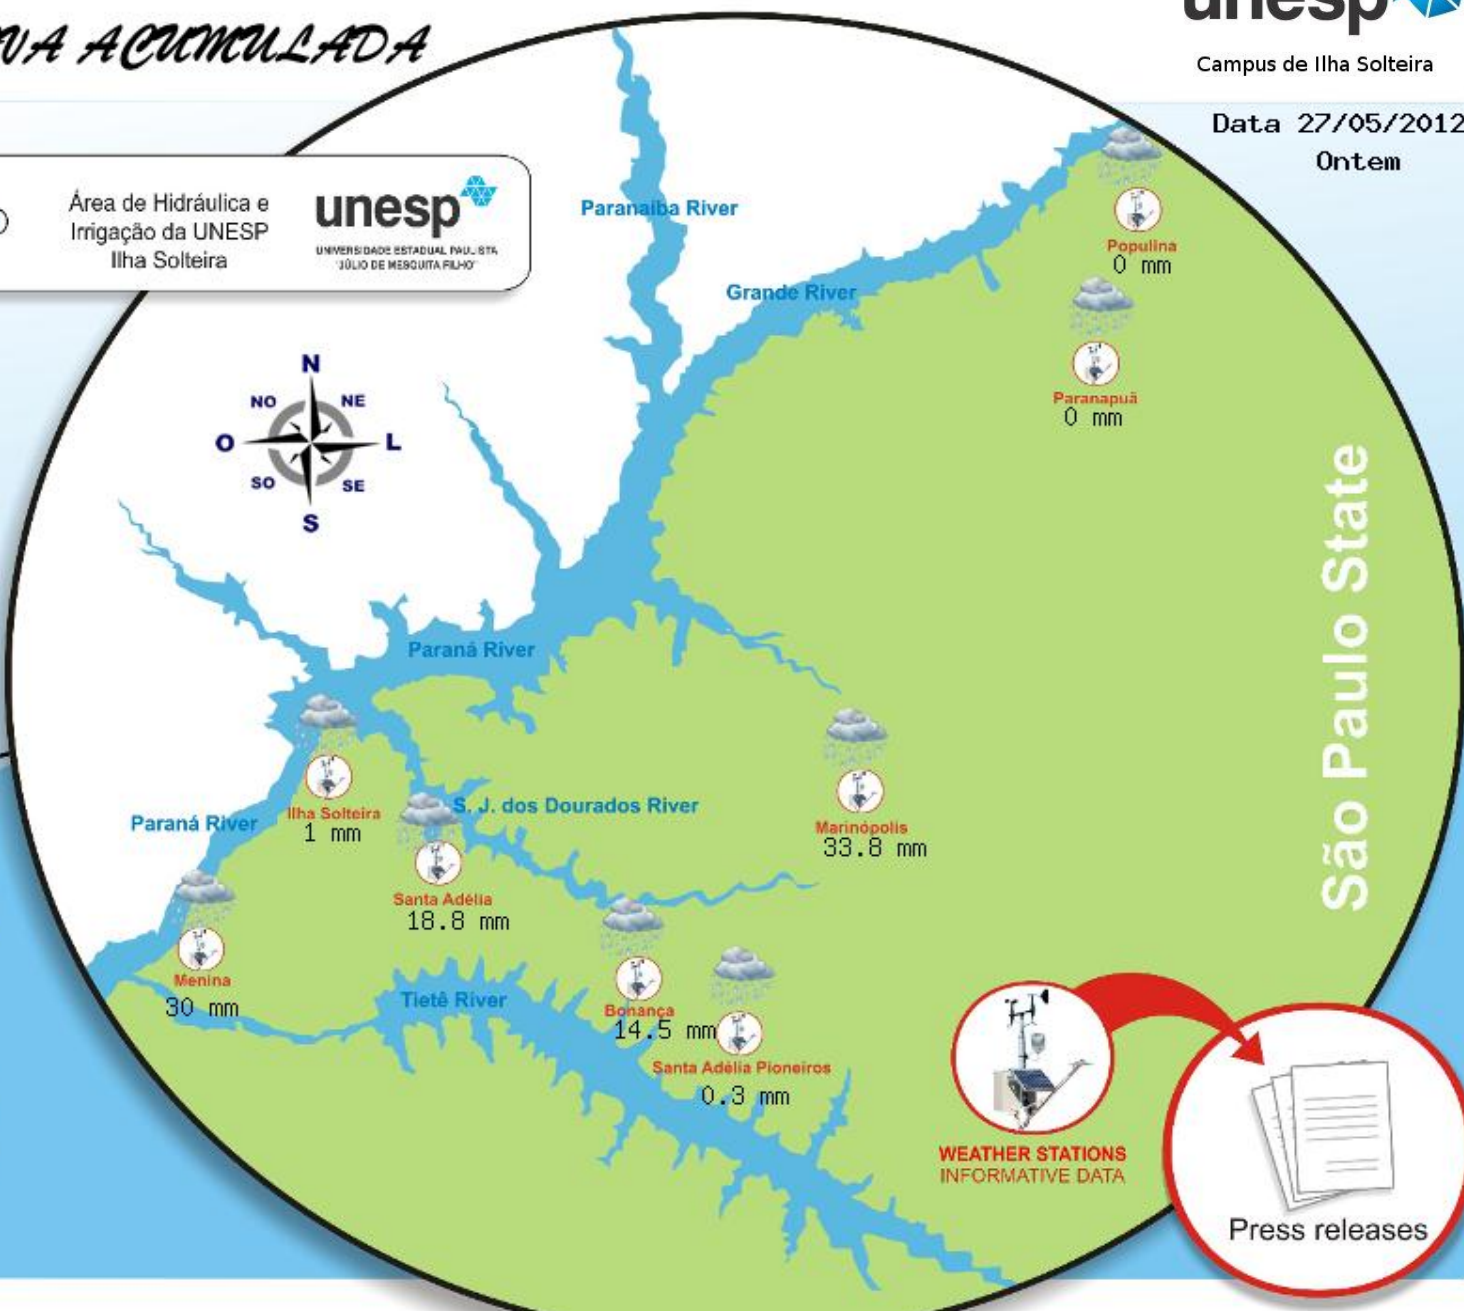 VA ACUMULADA
unesp
Campus de Ilha Solteira
Data 27/05/2012
Ontem
Área de Hidráulica e
Irrigação da UNESP
Ilha Solteira
unesp
UNIVERSIDADE ESTADUAL PAULISTA
"JÚLIO DE MESQUITA FILHO"
Paranaiba River
Grande River
Populina
0 mm
Paranapuã
0 mm
N
NO
NE
O
L
SO
SE
S
São Paulo State
Paraná River
Paraná River
Ilha Solteira
1 mm
S. J. dos Dourados River
Marinópolis
33.8 mm
Santa Adélia
18.8 mm
Menina
30 mm
Tietê River
Bonança
14.5 mm
Santa Adélia Pioneiros
0.3 mm
WEATHER STATIONS
INFORMATIVE DATA
Press releases